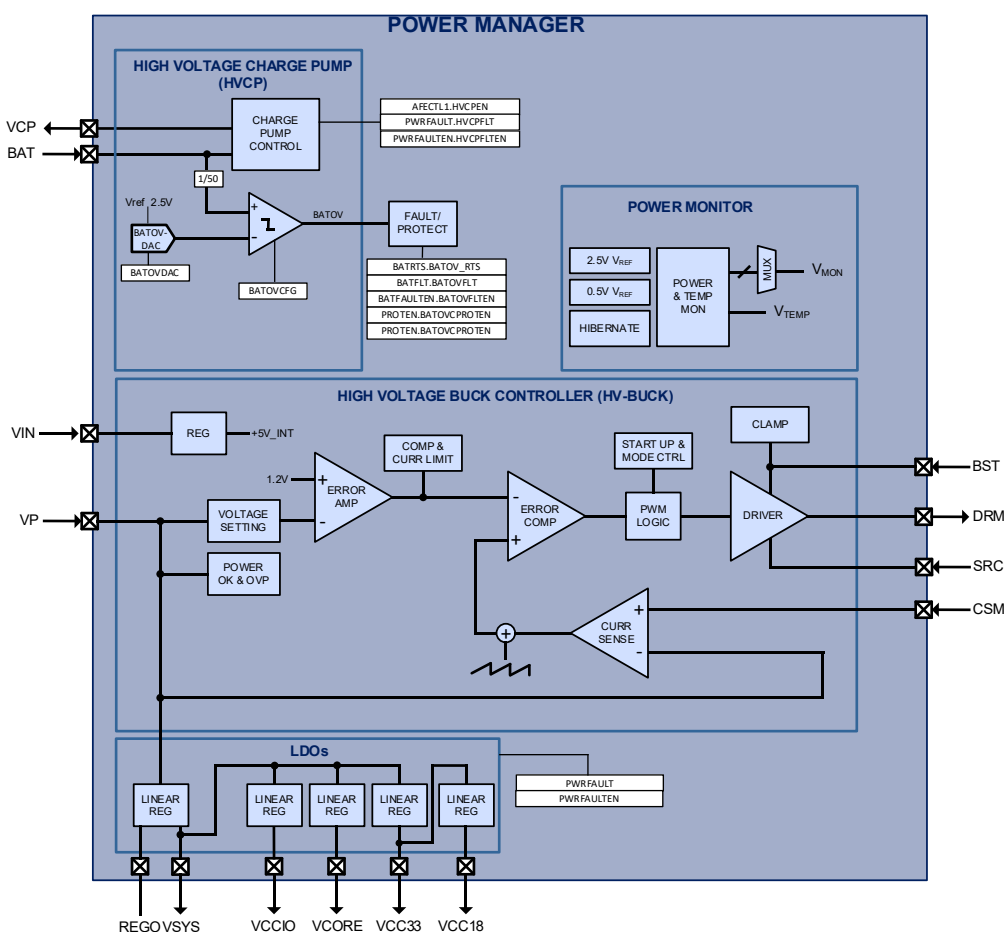 POWER MANAGER
HIGH VOLTAGE CHARGE PUMP
(HVCP)
VCP
BAT
CHARGE
PUMP
CONTROL
AFECTL1.HVCPEN
PWRFAULT.HVCPFLT
PWRFAULTEN.HVCPFLTEN
1/50
Vref 2.5V
BATOV-
DAC
BATOVDAC
+
-
BATOV
BATOVCFG
FAULT/
PROTECT
BATRTS.BATOV_RTS
BATFLT.BATOVFLT
BATFAULTEN.BATOVFLTEN
PROTEN.BATOVCPROTEN
PROTEN.BATOVCPROTEN
POWER MONITOR
2.5V VREF
0.5V VREF
HIBERNATE
POWER
& TEMP
MON
MUX
VMON
VTEMP
HIGH VOLTAGE BUCK CONTROLLER (HV-BUCK)
VIN
REG
+5V_INT
VP
VOLTAGE
SETTING
POWER
OK & OVP
1.2V
+
-
ERROR
AMP
COMP &
CURR LIMIT
-
+
ERROR
COMP
START UP &
MODE CTRL
PWM
LOGIC
CLAMP
DRIVER
BST
DRM
SRC
CSM
+
-
CURR
SENSE
+
LDOs
LINEAR
REG
LINEAR
REG
LINEAR
REG
LINEAR
REG
LINEAR
REG
PWRFAULT
PWRFAULTEN
REGO
VSYS
VCCIO
VCORE
VCC33
VCC18